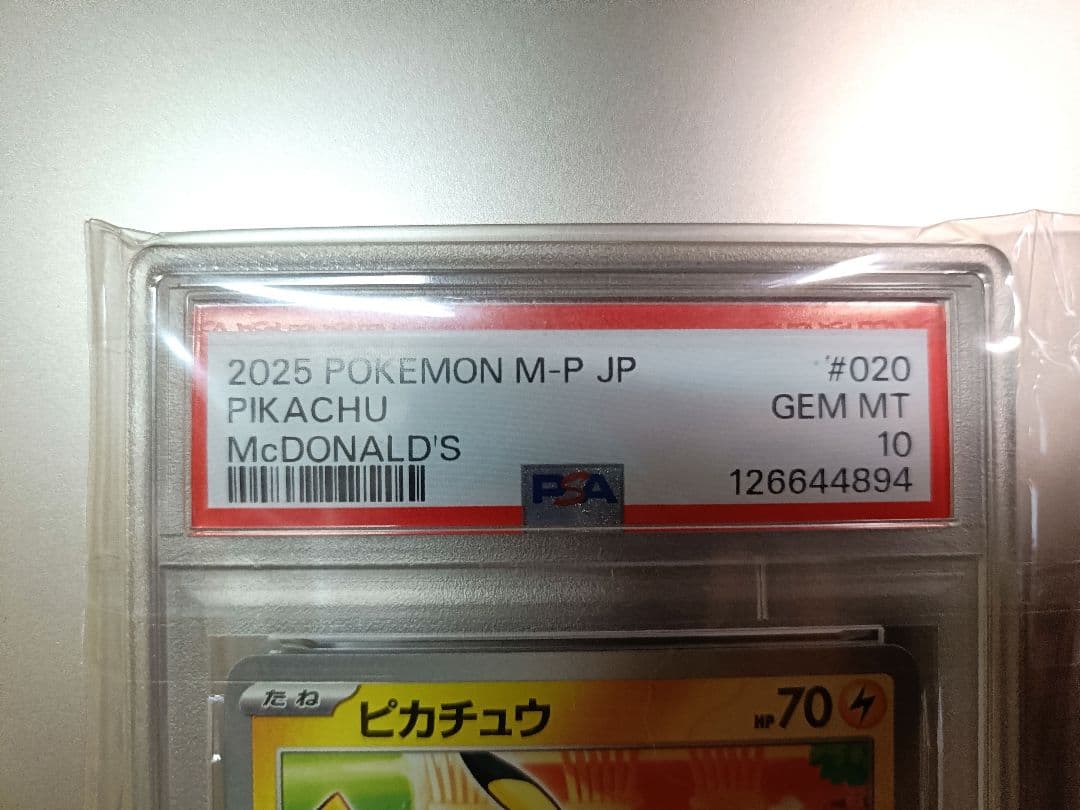 2025 POKEMON M-P JP #020
PIKACHU GEM MT
McDONALD'S 10
PSA 126644894
たね ピカチュウ HP70